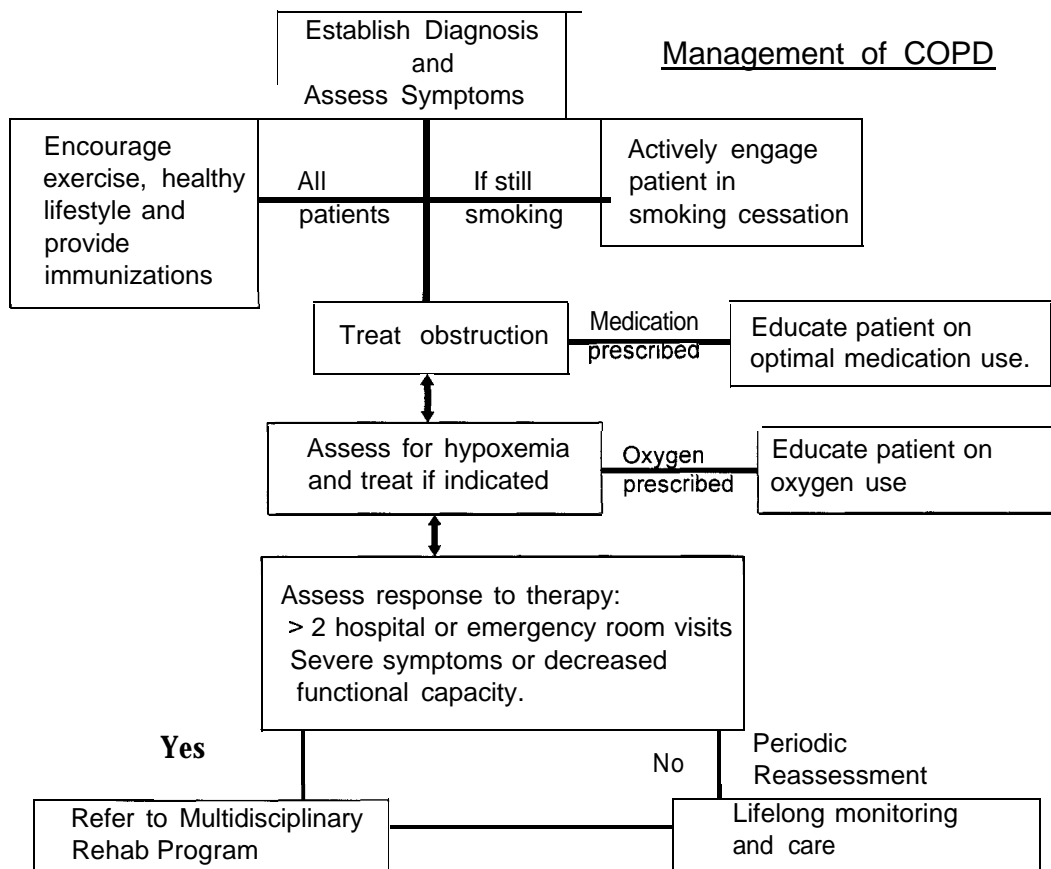 Establish Diagnosis
and
Assess Symptoms
Management of COPD
Encourage
exercise, healthy
lifestyle and
provide
immunizations
All
patients
If still
smoking
Actively engage
patient in
smoking cessation
Treat obstruction
Medication
prescribed
Educate patient on
optimal medication use.
Assess for hypoxemia
and treat if indicated
Oxygen
prescribed
Educate patient on
oxygen use
Assess response to therapy:
> 2 hospital or emergency room visits
Severe symptoms or decreased
functional capacity.
Yes
No
Periodic
Reassessment
Refer to Multidisciplinary
Rehab Program
Lifelong monitoring
and care